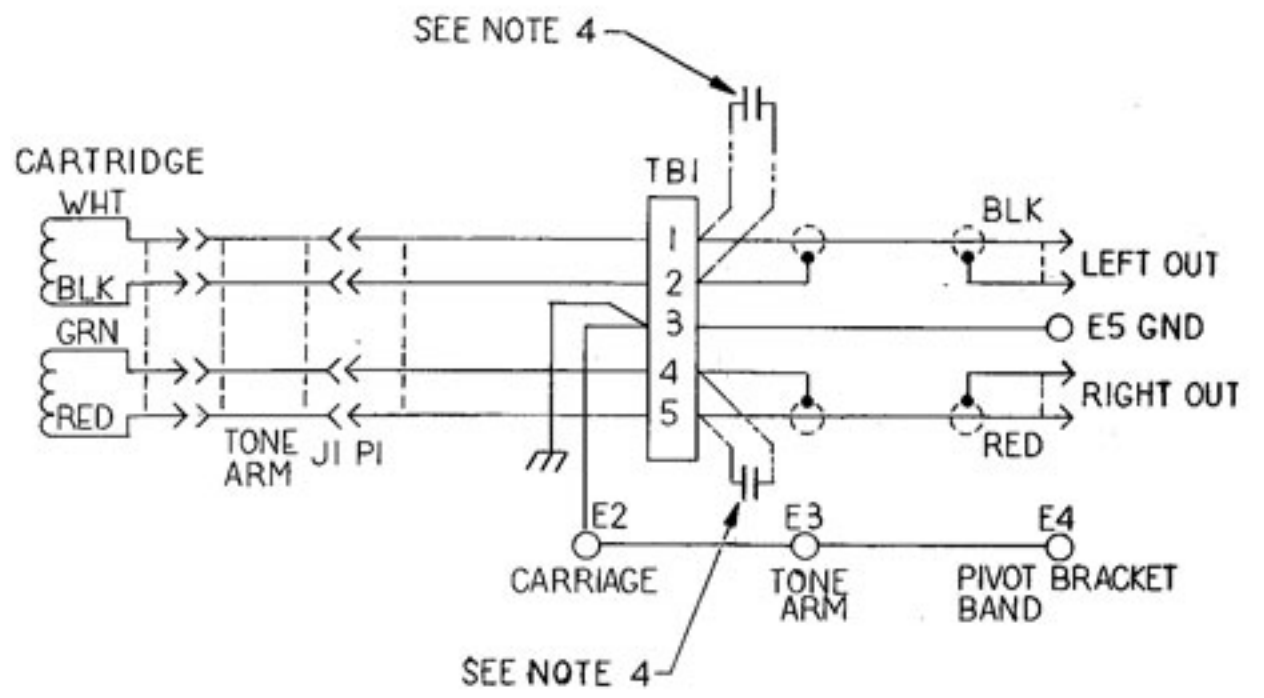 SEE NOTE 4
CARTRIDGE
WHT
TB1
BLK
1
LEFT OUT
BLK
2
GRN
3
E5 GND
4
RIGHT OUT
RED
5
TONE
ARM
J1 P1
RED
E2
E3
E4
CARRIAGE
TONE
ARM
PIVOT BRACKET
BAND
SEE NOTE 4